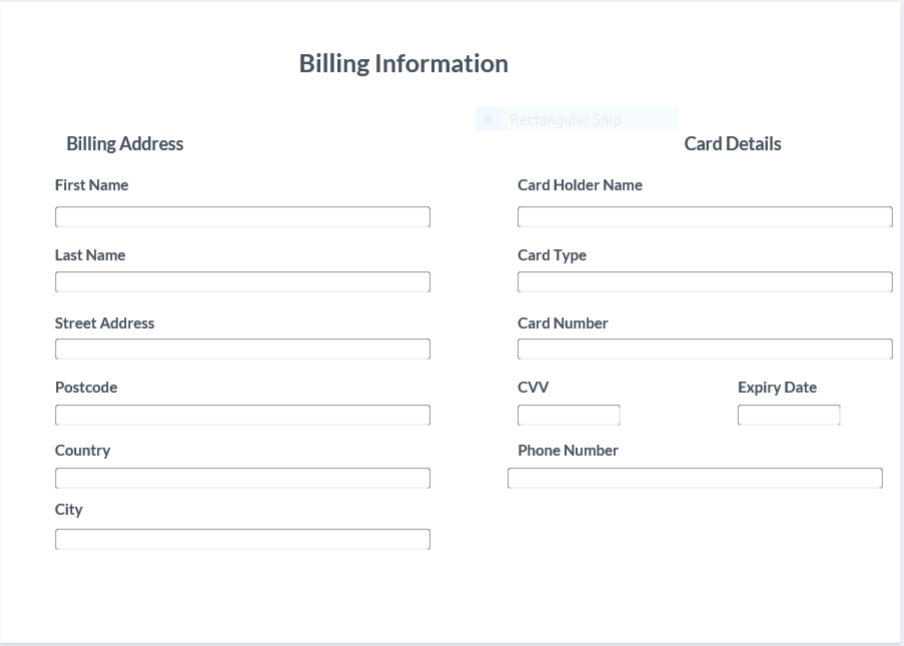 Billing Information
Rectangular Snip
Billing Address
Card Details
First Name
Card Holder Name
Last Name
Card Type
Street Address
Card Number
Postcode
CVV
Expiry Date
Country
Phone Number
City